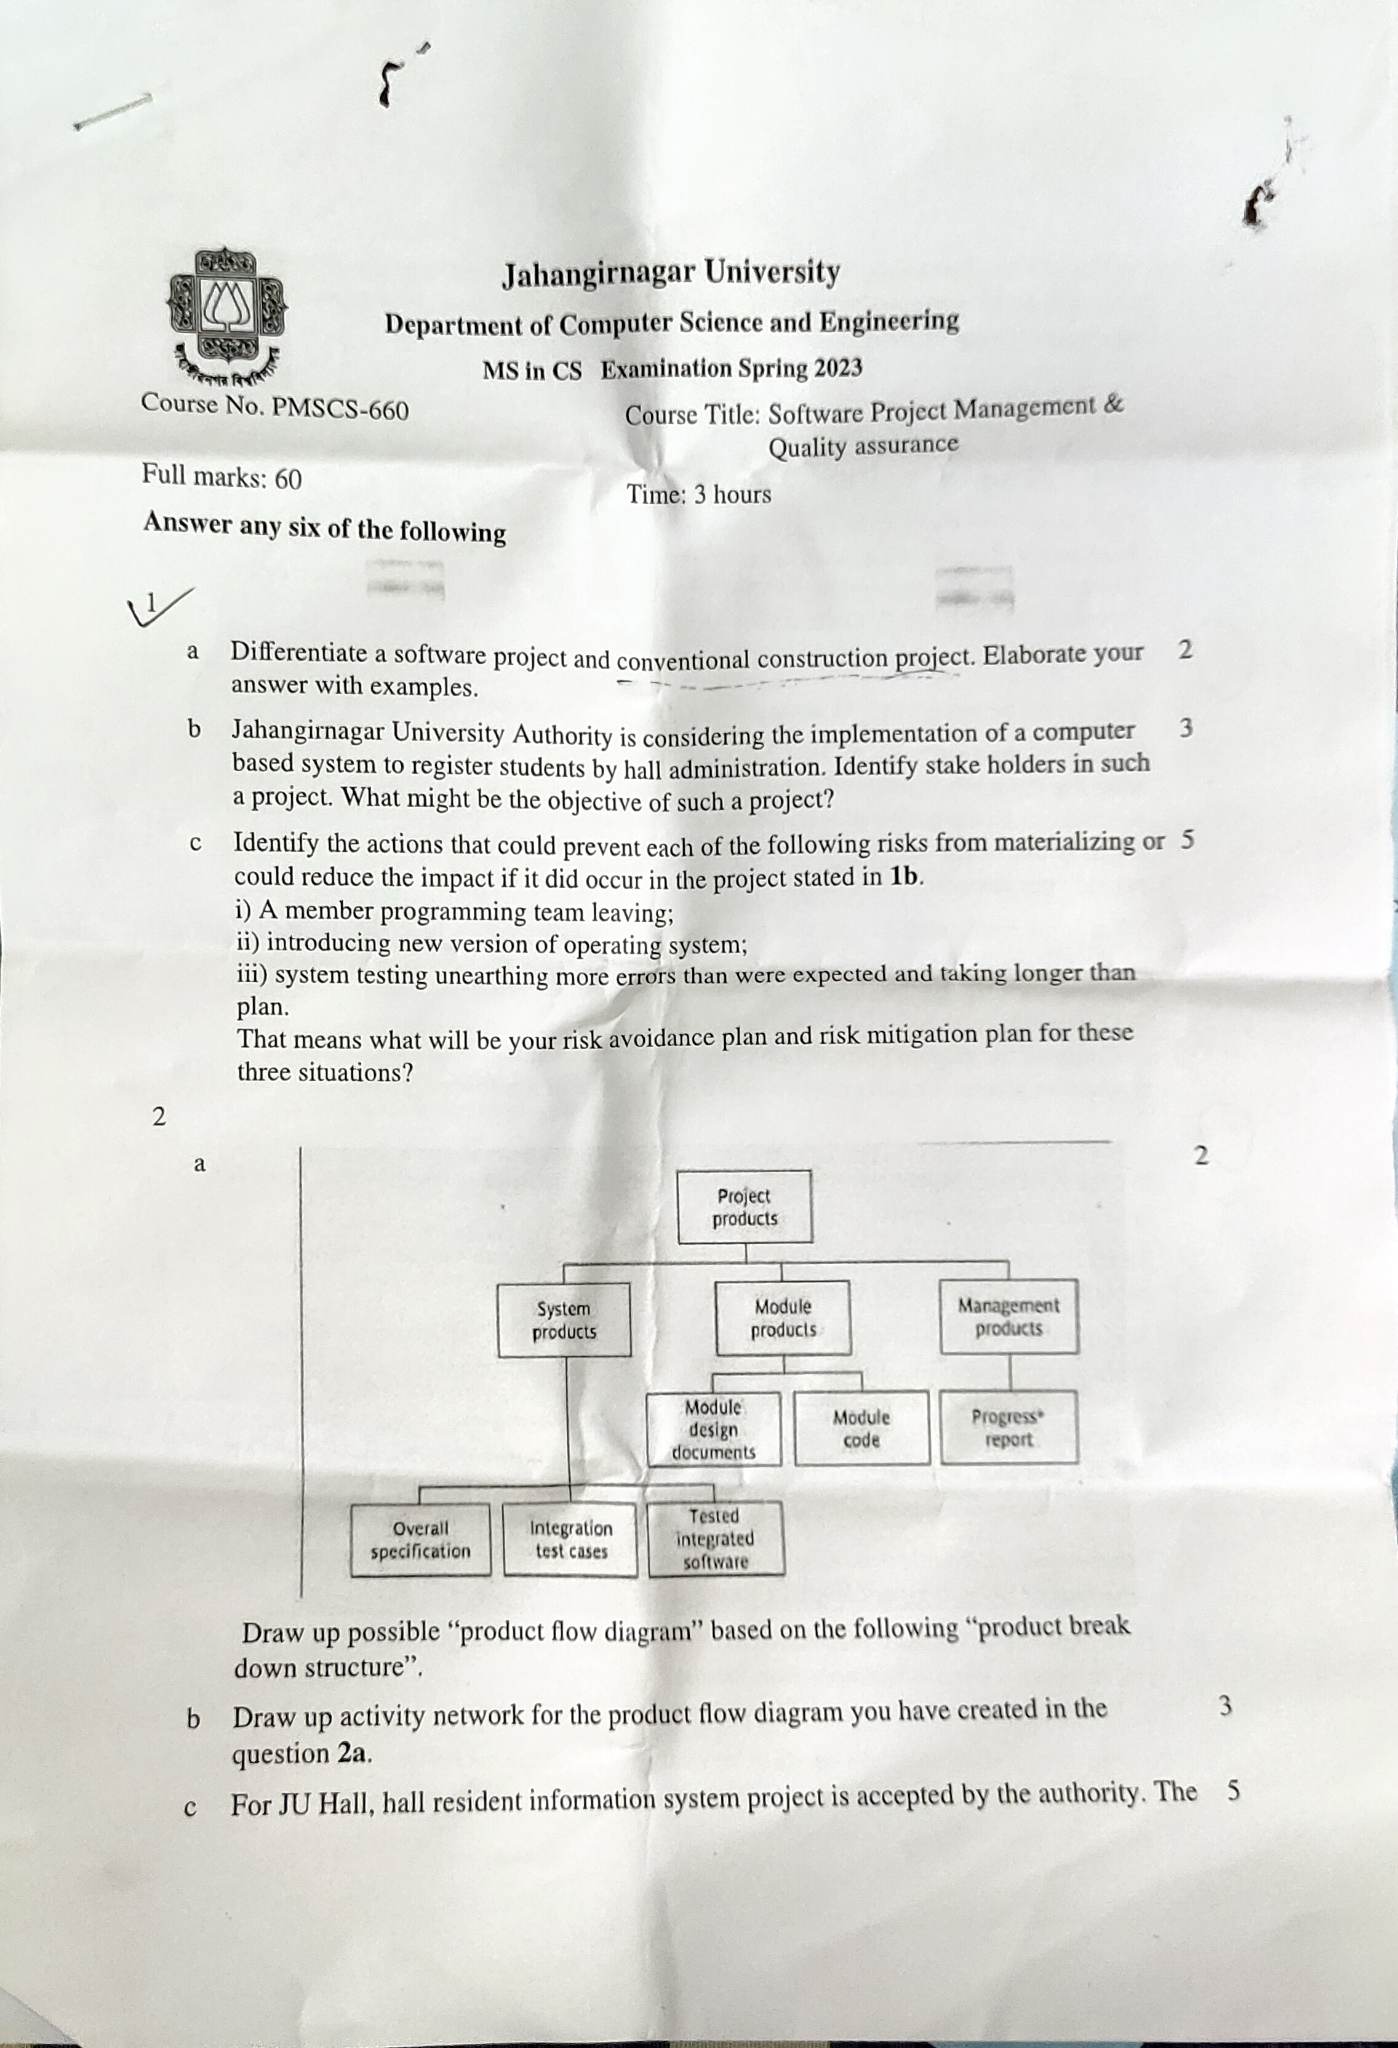 Jahangirnagar University
Department of Computer Science and Engineering
MS in CS Examination Spring 2023
Course No. PMSCS-660
Course Title: Software Project Management &
Quality assurance
Full marks: 60
Time: 3 hours
Answer any six of the following
1
a Differentiate a software project and conventional construction project. Elaborate your 2
answer with examples.
b Jahangirnagar University Authority is considering the implementation of a computer 3
based system to register students by hall administration. Identify stake holders in such
a project. What might be the objective of such a project?
c Identify the actions that could prevent each of the following risks from materializing or 5
could reduce the impact if it did occur in the project stated in 1b.
i) A member programming team leaving;
ii) introducing new version of operating system;
iii) system testing unearthing more errors than were expected and taking longer than
plan.
That means what will be your risk avoidance plan and risk mitigation plan for these
three situations?
2
a 2
Project
products
System
products
Module
products
Management
products
Module
design
documents
Module
code
Progress*
report
Overall
specification
Integration
test cases
Tested
integrated
software
Draw up possible “product flow diagram” based on the following “product break
down structure”.
b Draw up activity network for the product flow diagram you have created in the 3
question 2a.
c For JU Hall, hall resident information system project is accepted by the authority. The 5